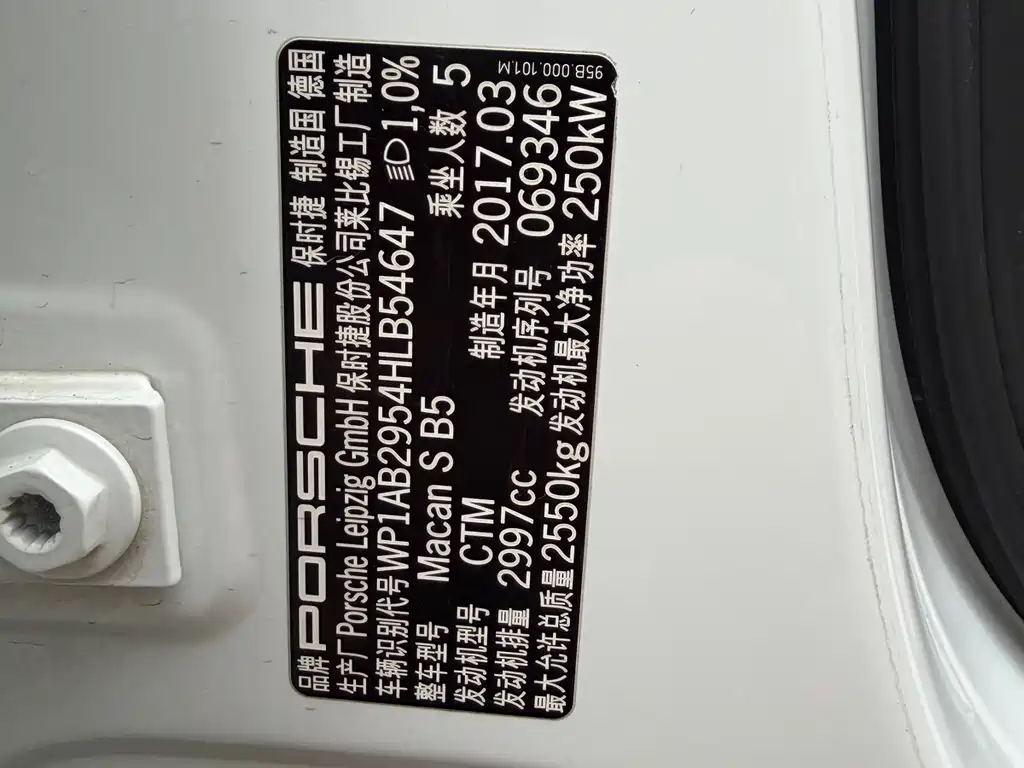 95B.000.101.M
品牌 PORSCHE 保时捷 制造国 德国
生产厂 Porsche Leipzig GmbH 保时捷股份公司莱比锡工厂制造
车辆识别代号 WP1AB2954HLB54647 1,0%
整车型号 Macan S B5 乘坐人数 5
发动机型号 CTM 制造年月 2017.03
发动机排量 2997cc 发动机序列号 069346
最大允许总质量 2550kg 发动机最大净功率 250kW